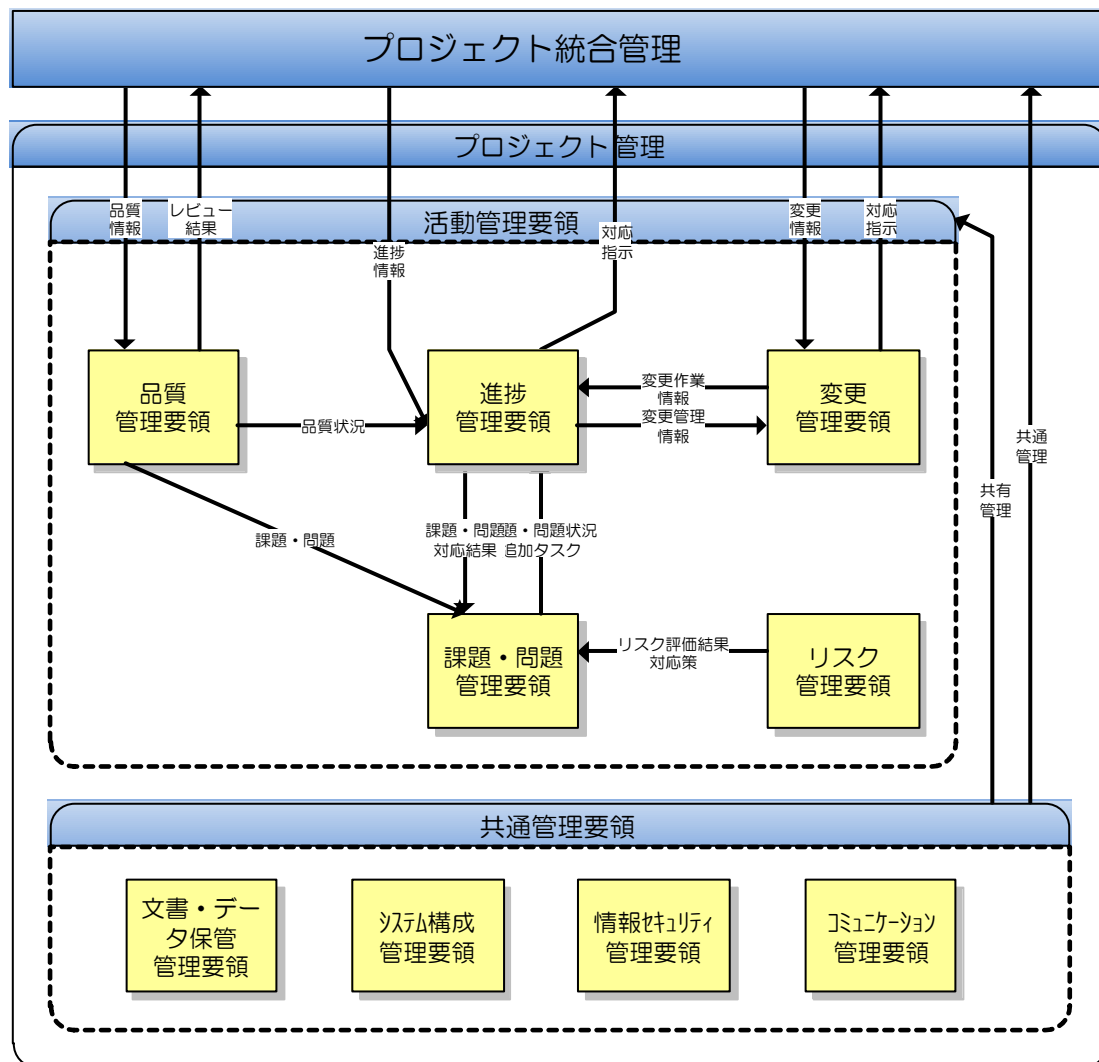 プロジェクト統合管理
プロジェクト管理
活動管理要領
品質
情報
レビュー
結果
進捗
情報
対応
指示
変更
情報
対応
指示
品質
管理要領
進捗
管理要領
変更
管理要領
変更作業
情報
変更管理
情報
品質状況
共通
管理
共有
管理
課題・問題
課題・問題
対応結果
題・問題状況
追加タスク
課題・問題
管理要領
リスク評価結果
対応策
リスク
管理要領
共通管理要領
文書・デー
タ保管
管理要領
ｼｽﾃﾑ構成
管理要領
情報ｾｷｭﾘﾃｨ
管理要領
ｺﾐｭﾆｹｰｼｮﾝ
管理要領